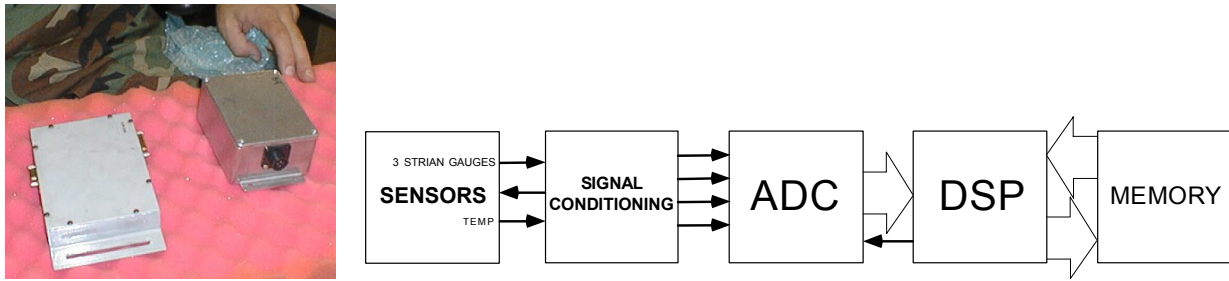 3 STRIAN GAUGES
SENSORS
TEMP
SIGNAL
CONDITIONING
ADC
DSP
MEMORY